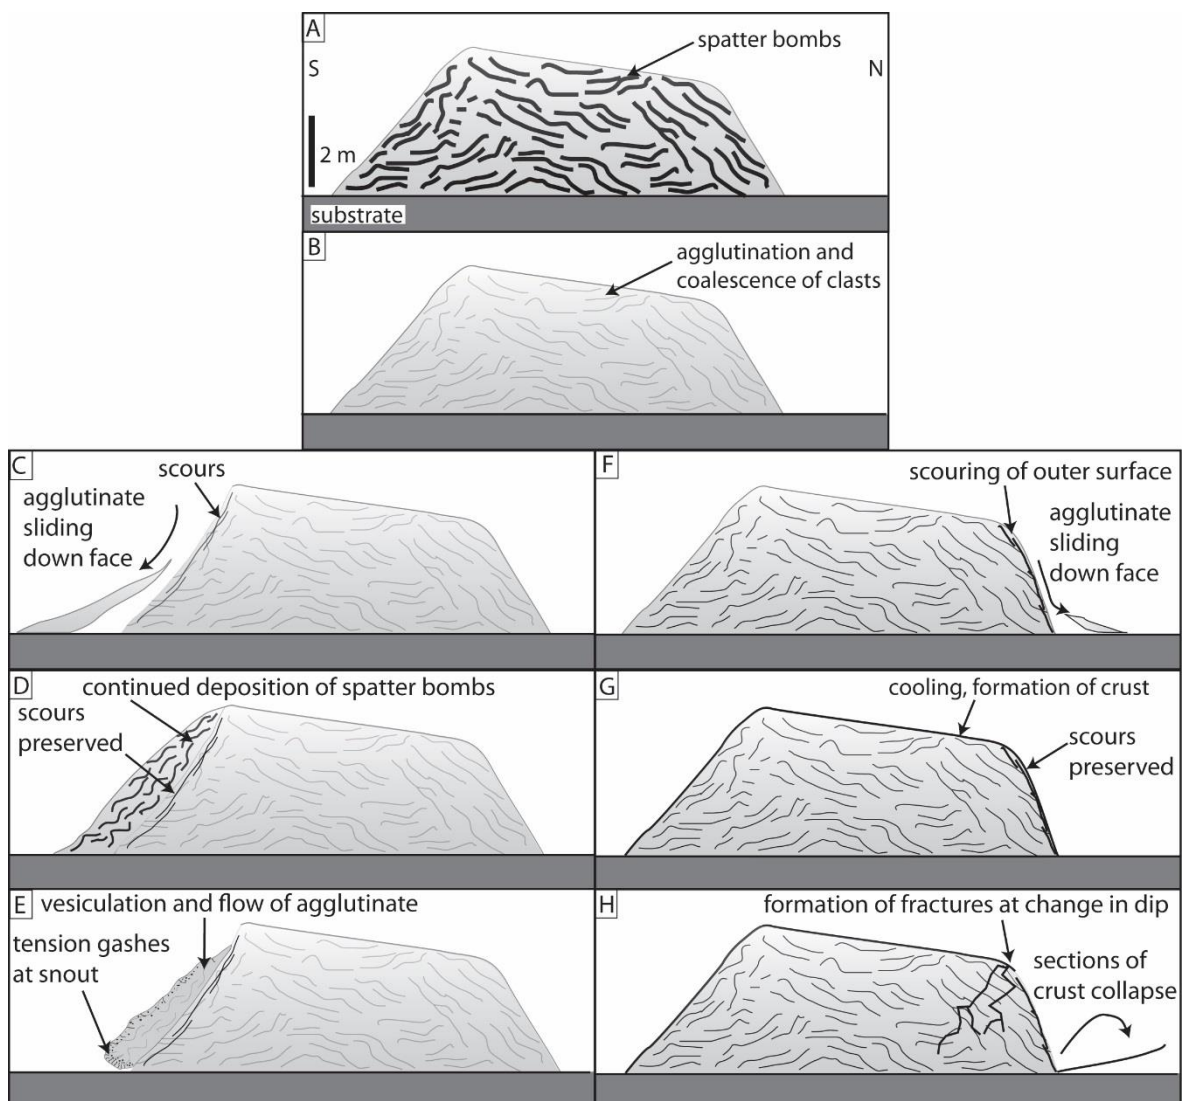 A
spatter bombs
S
N
2 m
substrate
B
agglutination and
coalescence of clasts
C
scours
agglutinate
sliding
down face
D
continued deposition of spatter bombs
scours
preserved
E
vesiculation and flow of agglutinate
tension gashes
at snout
F
scouring of outer surface
agglutinate
sliding
down face
G
cooling, formation of crust
scours
preserved
H
formation of fractures at change in dip
sections of
crust collapse